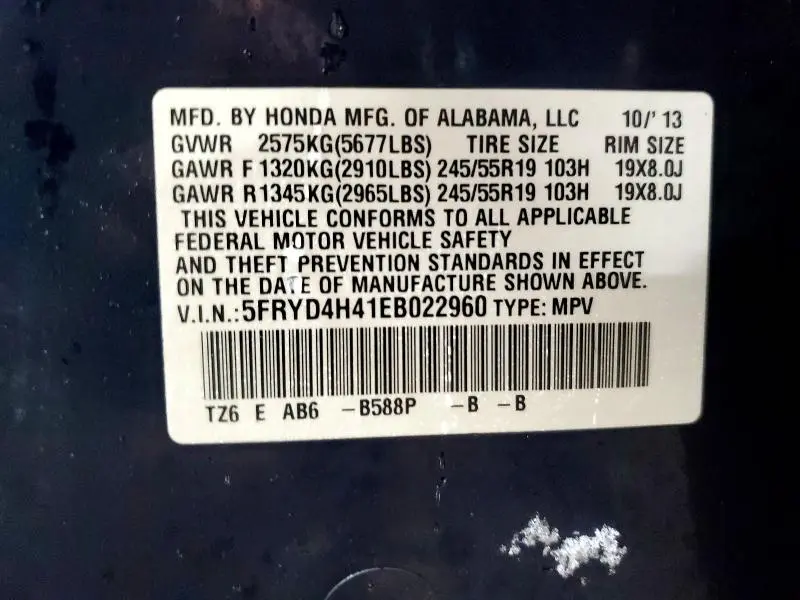 MFD. BY HONDA MFG. OF ALABAMA, LLC 10/' 13
GVWR 2575KG(5677LBS) TIRE SIZE RIM SIZE
GAWR F 1320KG(2910LBS) 245/55R19 103H 19X8.0J
GAWR R 1345KG(2965LBS) 245/55R19 103H 19X8.0J
THIS VEHICLE CONFORMS TO ALL APPLICABLE
FEDERAL MOTOR VEHICLE SAFETY
AND THEFT PREVENTION STANDARDS IN EFFECT
ON THE DATE OF MANUFACTURE SHOWN ABOVE.
V.I.N.:5FRYD4H41EB022960 TYPE: MPV
TZ6 E AB6 -B588P -B -B